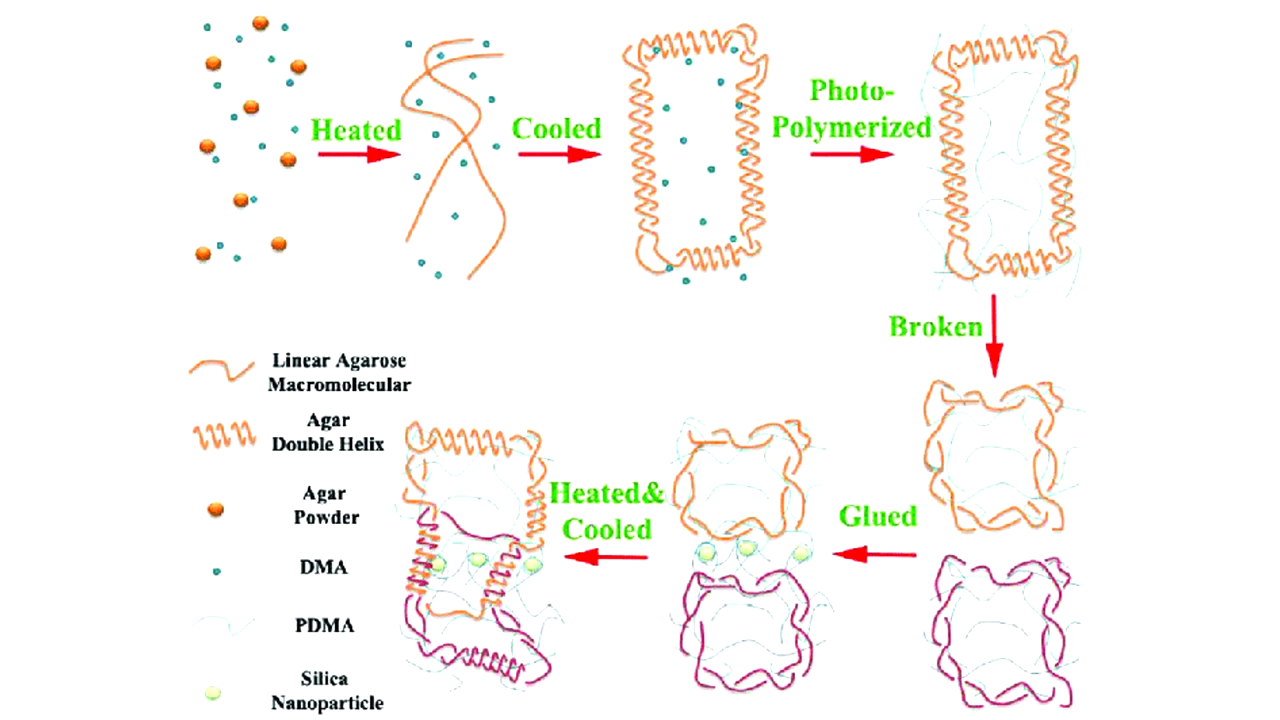 Heated
Cooled
Photo-
Polymerized
Broken
Glued
Heated&
Cooled
Linear Agarose
Macromolecular
Agar
Double Helix
Agar
Powder
DMA
PDMA
Silica
Nanoparticle